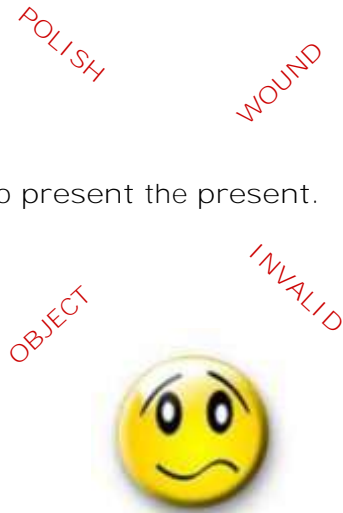 POLISH
WOUND
present the present.
INVALID
OBJECT